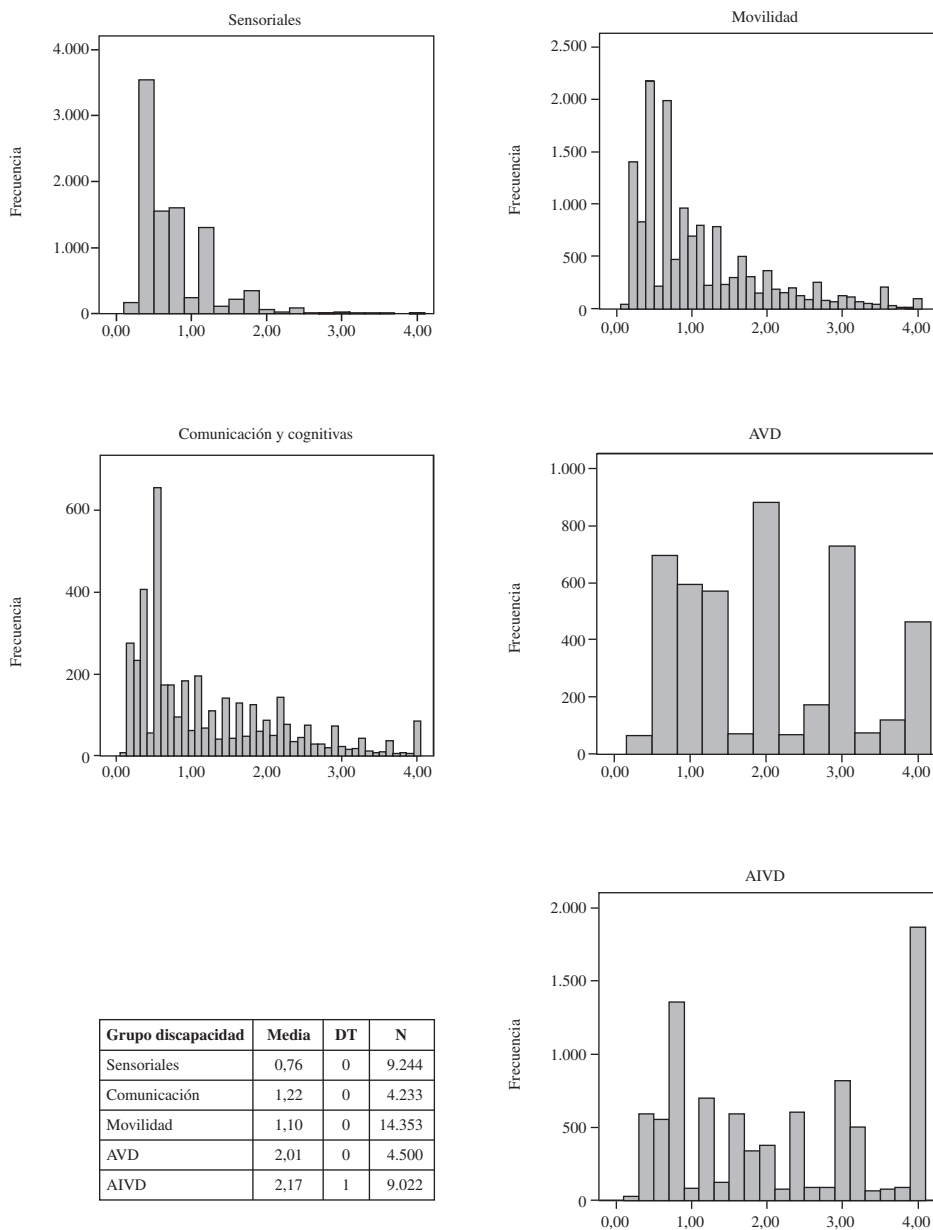 Sensoriales
4.000
3.000
2.000
1.000
0
Frecuencia
0,00 1,00 2,00 3,00 4,00
Movilidad
2.500
2.000
1.500
1.000
500
0
Frecuencia
0,00 1,00 2,00 3,00 4,00
Comunicación y cognitivas
600
400
200
0
Frecuencia
0,00 1,00 2,00 3,00 4,00
AVD
1.000
800
600
400
200
0
Frecuencia
0,00 1,00 2,00 3,00 4,00
Grupo discapacidad Media DT N
Sensoriales 0,76 0 9.244
Comunicación 1,22 0 4.233
Movilidad 1,10 0 14.353
AVD 2,01 0 4.500
AIVD 2,17 1 9.022
AIVD
2.000
1.500
1.000
500
0
Frecuencia
0,00 1,00 2,00 3,00 4,00